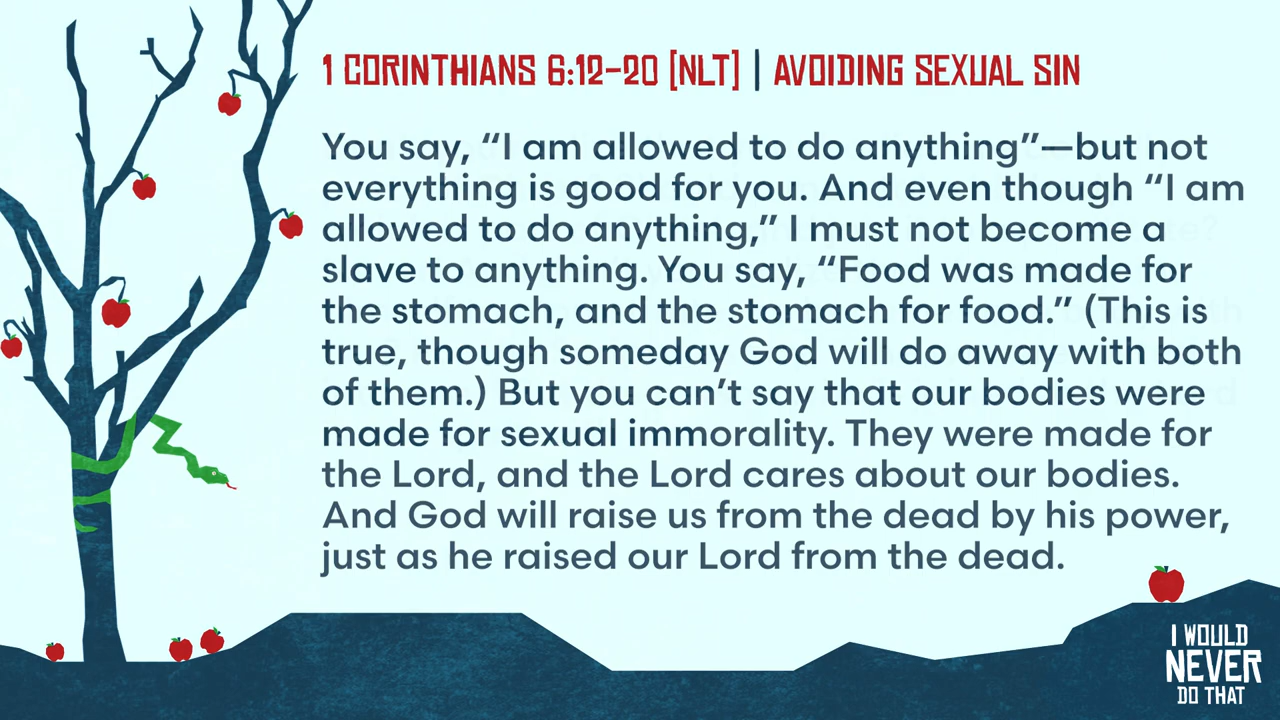 1 CORINTHIANS 6:12-20 [NLT] | AVOIDING SEXUAL SIN
You say, “I am allowed to do anything”—but not
everything is good for you. And even though “I am
allowed to do anything,” I must not become a
slave to anything. You say, “Food was made for
the stomach, and the stomach for food.” (This is
true, though someday God will do away with both
of them.) But you can’t say that our bodies were
made for sexual immorality. They were made for
the Lord, and the Lord cares about our bodies.
And God will raise us from the dead by his power,
just as he raised our Lord from the dead.
I WOULD
NEVER
DO THAT